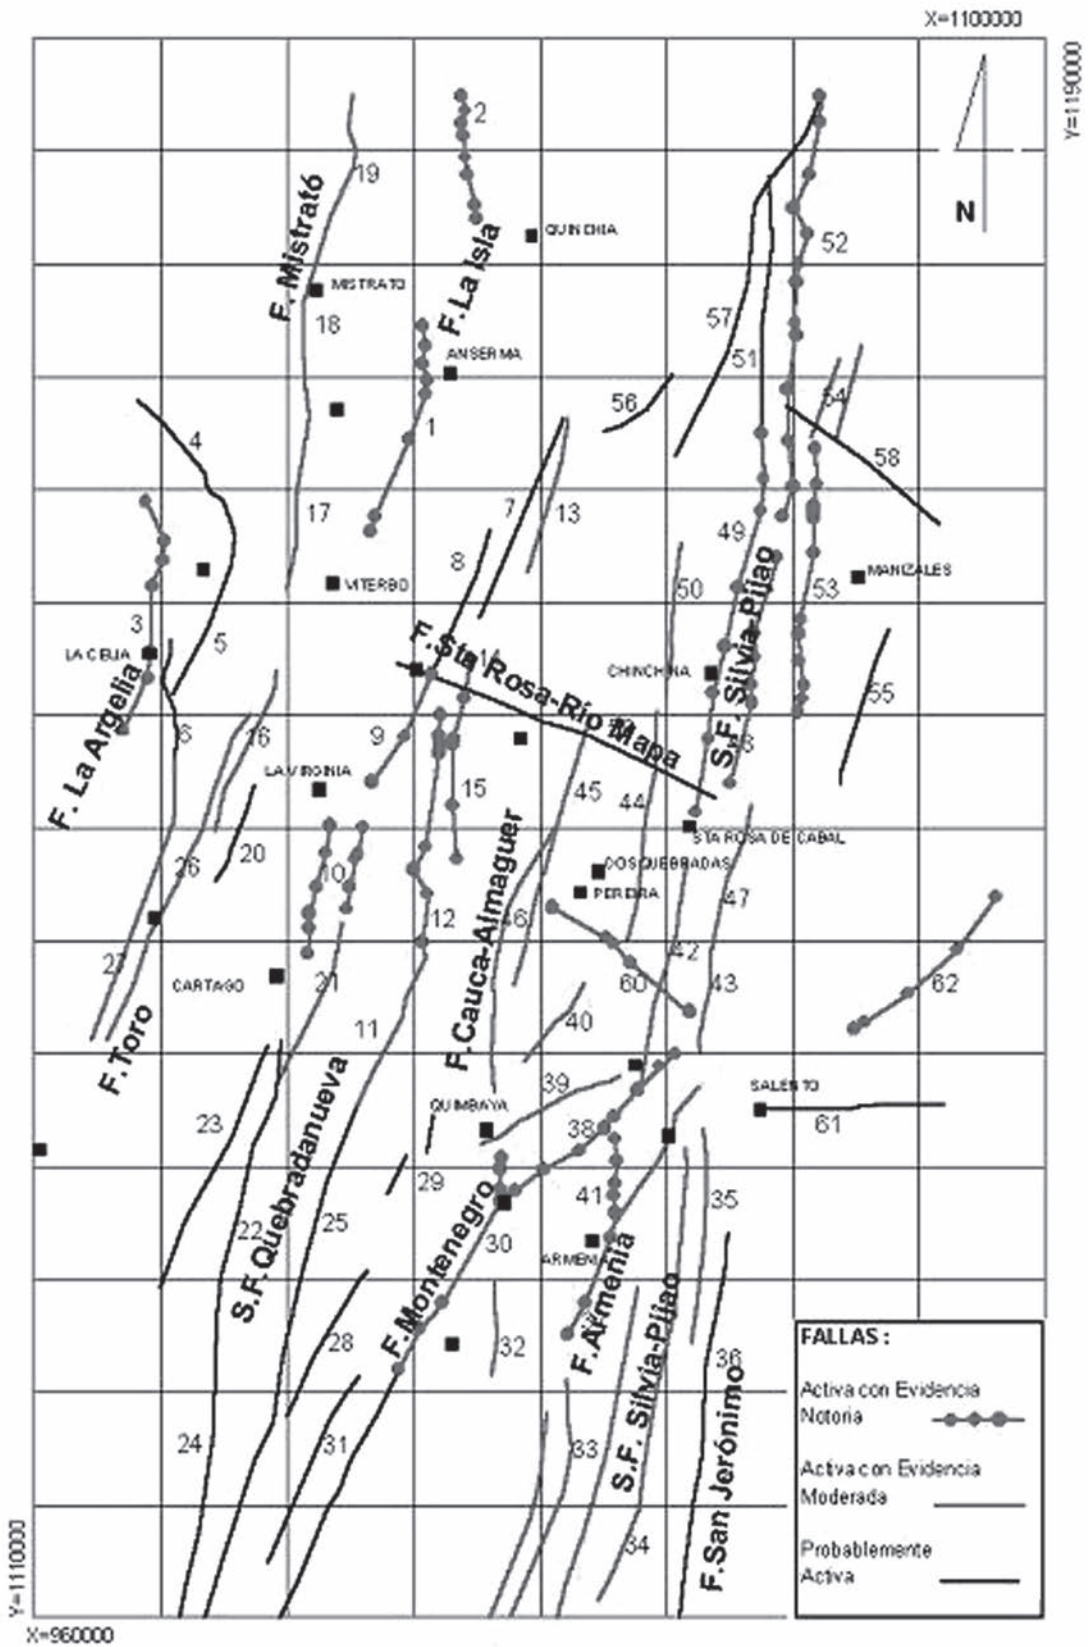 X=1100000
Y=1190000
N
2
19
F. Mistrató
QUINCHIA
F. La Isla
52
MISTRATO
18
57
ANSERMA
51
56
54
4
1
58
17
7
13
49
8
MANIZALES
VITERBO
50
53
3
5
LA CELIA
F. Sta Rosa-Río Mapa
CHINCHINA
S.F. Silvia-Pijao
55
F. La Argelia
6
16
9
LA VIRGINIA
15
45
44
STA ROSA DE CABAL
20
26
10
DOSQUEBRADAS
PEREIRA
47
F. Cauca-Almaguer
46
12
27
42
CARTAGO
21
60
43
62
11
40
F. Toro
39
SALENTO
QUIMBAYA
61
23
38
29
41
35
S.F. Quebradanueva
22
25
30
ARMENIA
F. Montenegro
F. Armenia
28
32
S.F. Silvia-Pijao
36
24
31
33
F. San Jerónimo
34
FALLAS :
Activa con Evidencia
Notoria
Activa con Evidencia
Moderada
Probablemente
Activa
Y=1110000
X=960000